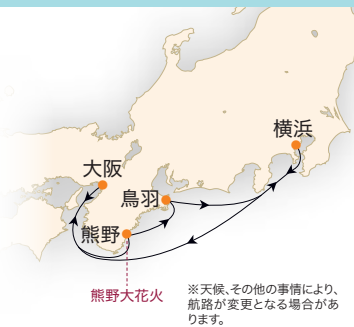 横浜
大阪
鳥羽
熊野
熊野大花火
※天候、その他の事情により、
航路が変更となる場合があ
ります。